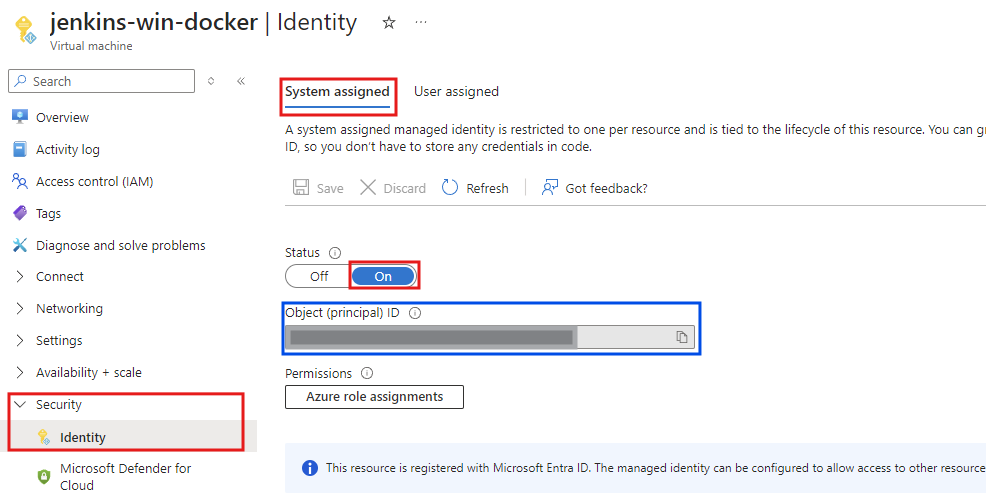 jenkins-win-docker | Identity
Virtual machine
Search
Overview
Activity log
Access control (IAM)
Tags
Diagnose and solve problems
Connect
Networking
Settings
Availability + scale
Security
Identity
Microsoft Defender for
Cloud
System assigned User assigned
A system assigned managed identity is restricted to one per resource and is tied to the lifecycle of this resource. You can g
ID, so you don't have to store any credentials in code.
Save Discard Refresh Got feedback?
Status
Off On
Object (principal) ID
Permissions
Azure role assignments
This resource is registered with Microsoft Entra ID. The managed identity can be configured to allow access to other resource